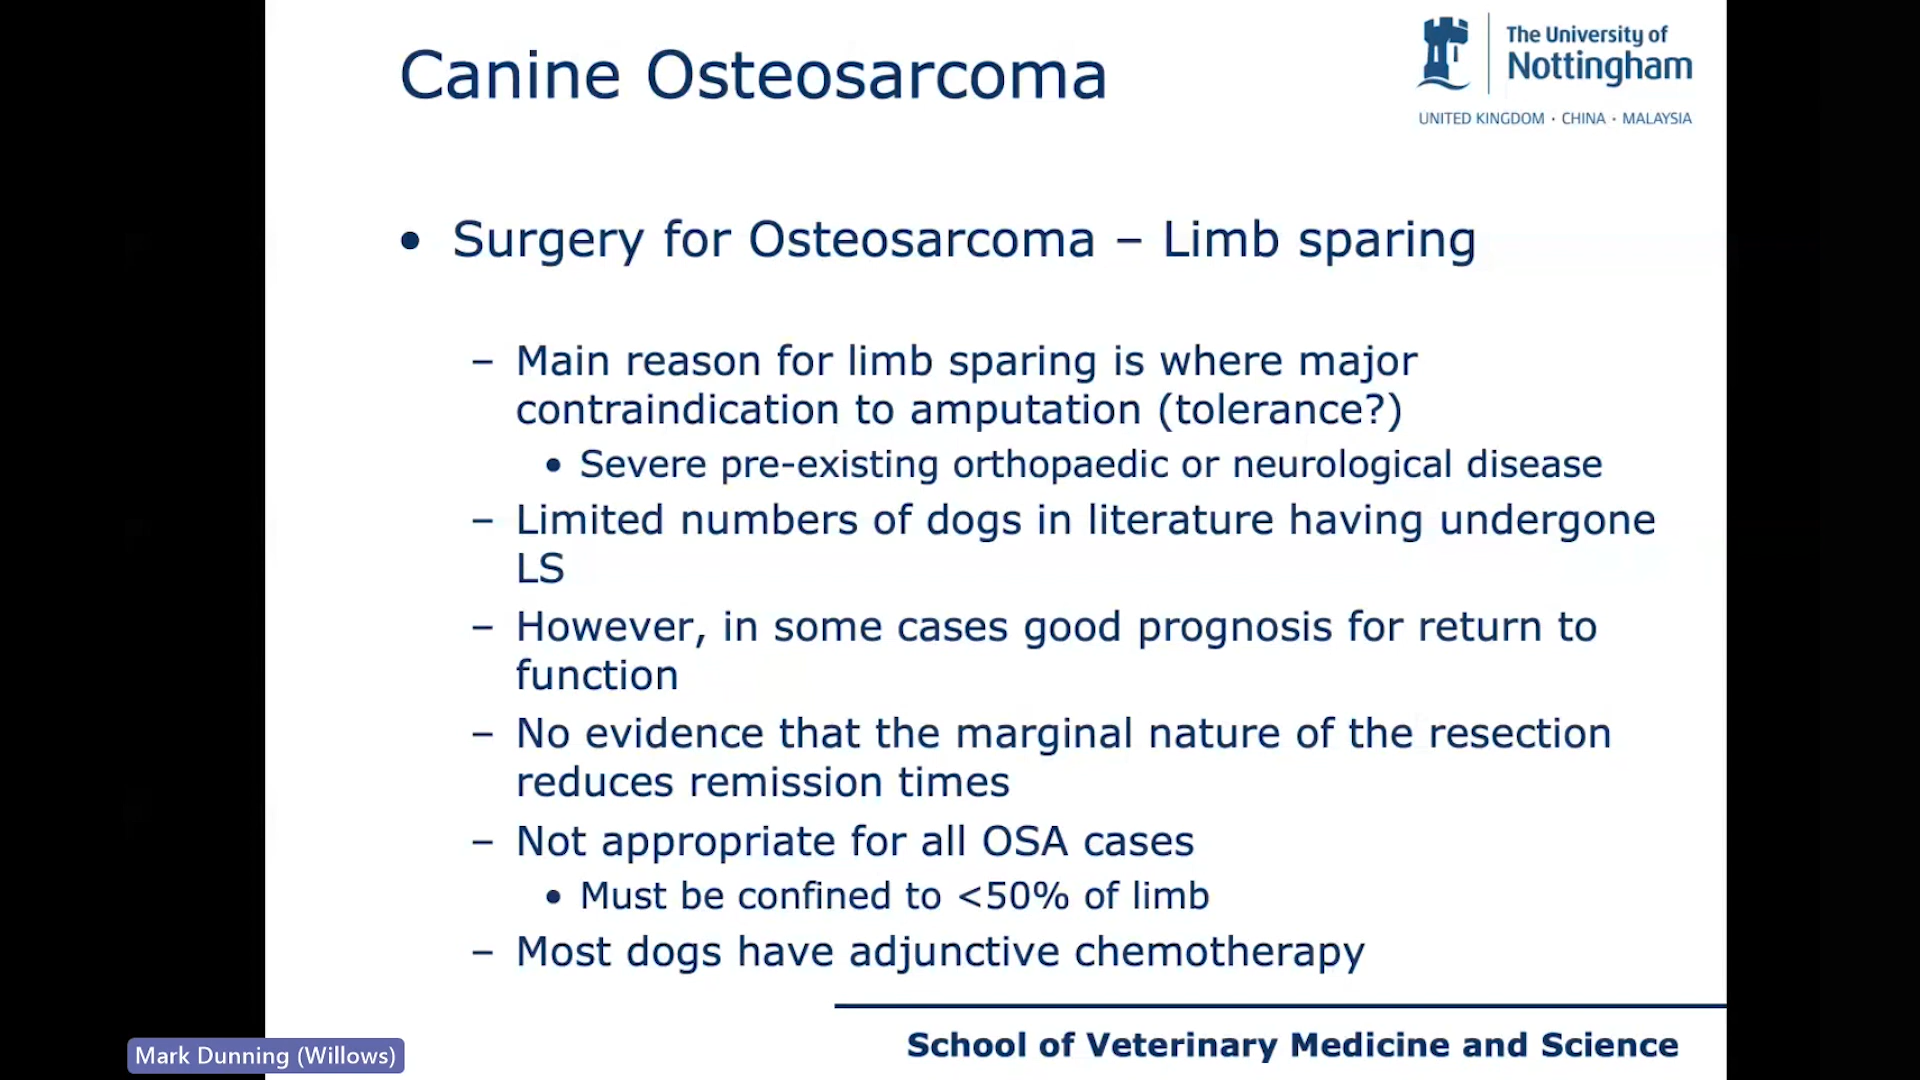 Canine Osteosarcoma
The University of
Nottingham
UNITED KINGDOM · CHINA · MALAYSIA
• Surgery for Osteosarcoma – Limb sparing
– Main reason for limb sparing is where major
contraindication to amputation (tolerance?)
• Severe pre-existing orthopaedic or neurological disease
– Limited numbers of dogs in literature having undergone
LS
– However, in some cases good prognosis for return to
function
– No evidence that the marginal nature of the resection
reduces remission times
– Not appropriate for all OSA cases
• Must be confined to <50% of limb
– Most dogs have adjunctive chemotherapy
School of Veterinary Medicine and Science
Mark Dunning (Willows)